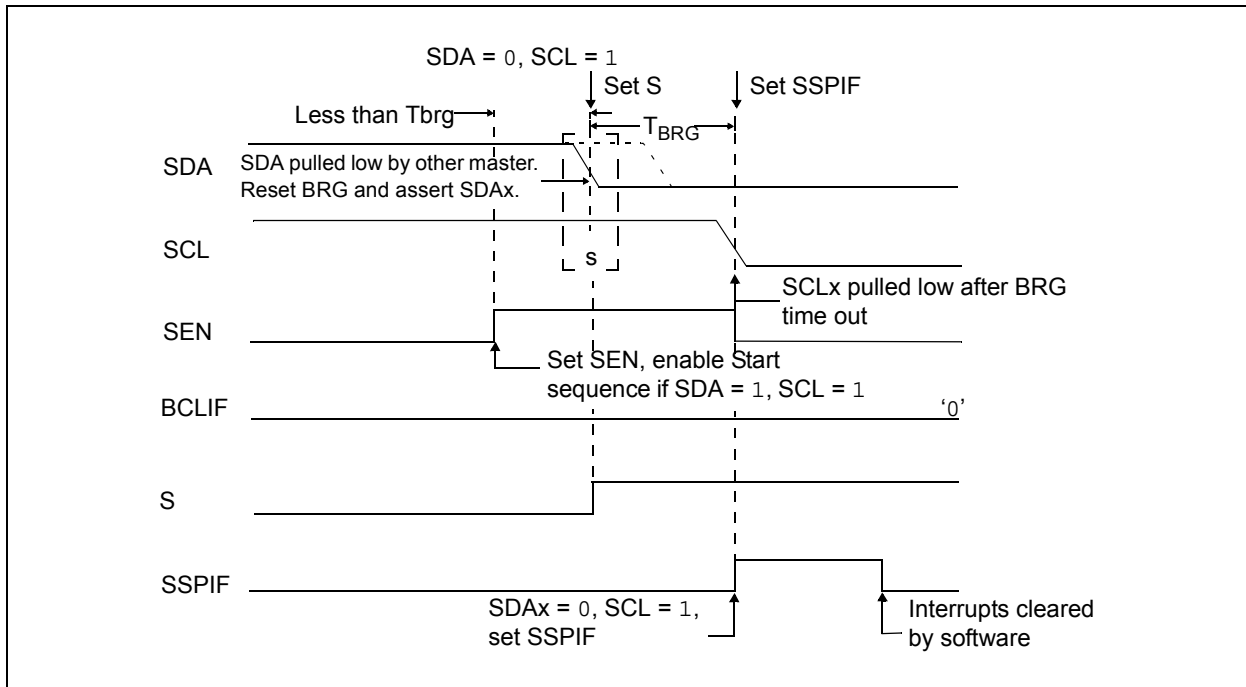 SDA = 0, SCL = 1
Set S
Set SSPIF
Less than Tbrg
TBRG
SDA
SDA pulled low by other master.
Reset BRG and assert SDAx.
SCL
s
SCLx pulled low after BRG
time out
SEN
Set SEN, enable Start
sequence if SDA = 1, SCL = 1
BCLIF
‘0’
S
SSPIF
SDAx = 0, SCL = 1,
set SSPIF
Interrupts cleared
by software